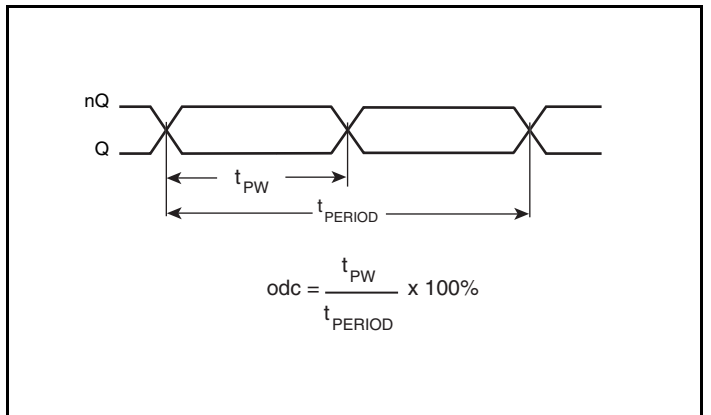 nQ
Q
tPW
tPERIOD
odc = tPW / tPERIOD x 100%